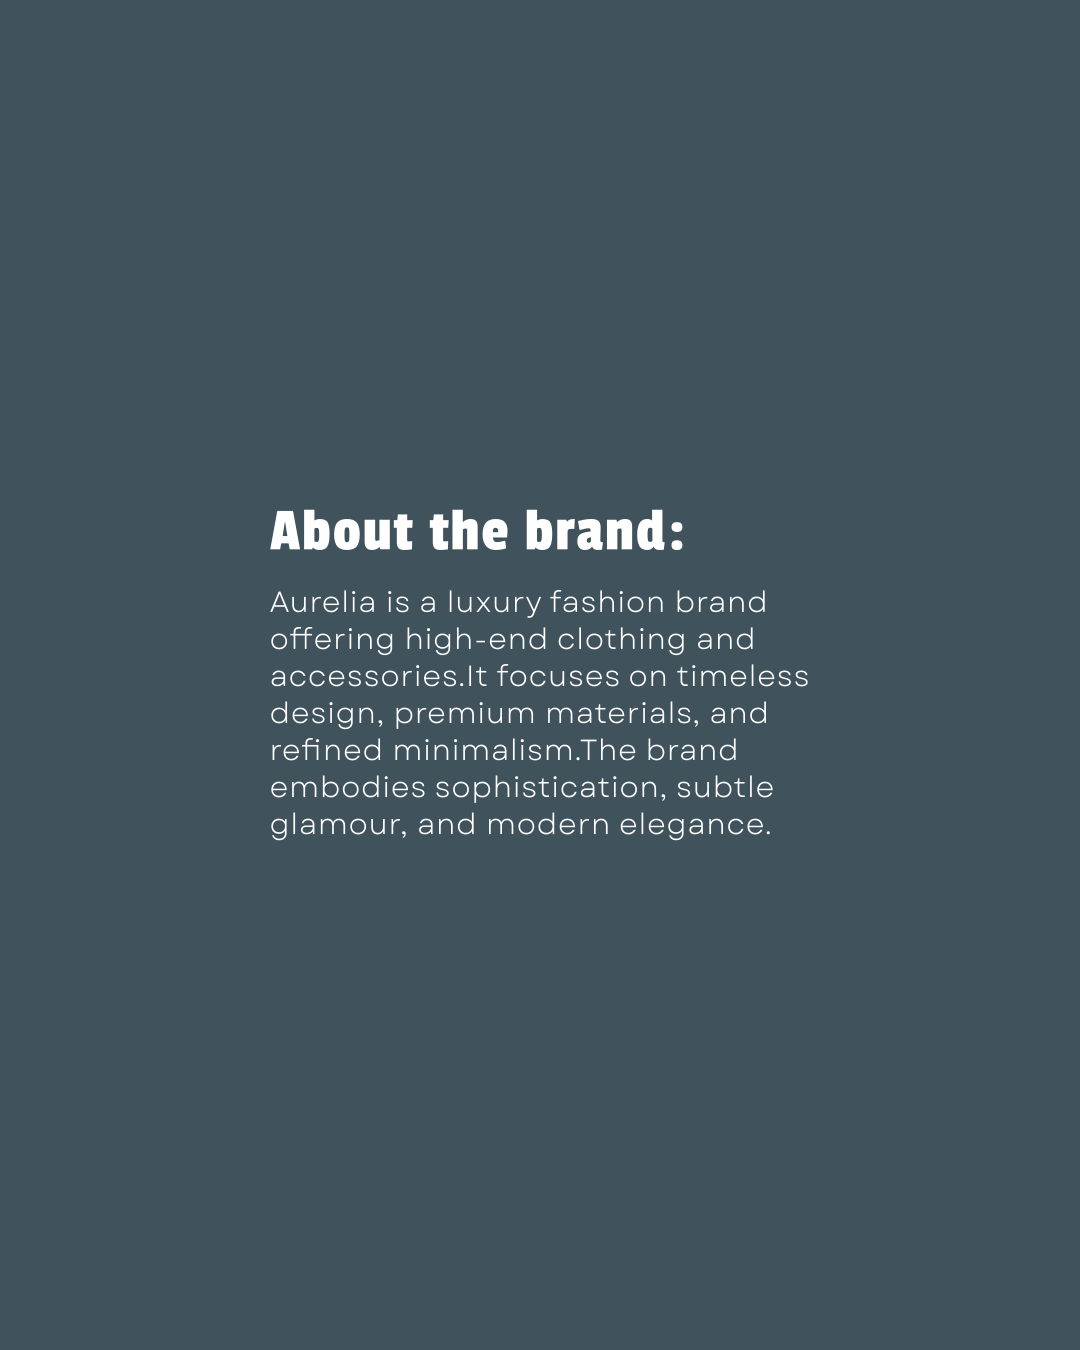 About the brand:
Aurelia is a luxury fashion brand
offering high-end clothing and
accessories.It focuses on timeless
design, premium materials, and
refined minimalism.The brand
embodies sophistication, subtle
glamour, and modern elegance.